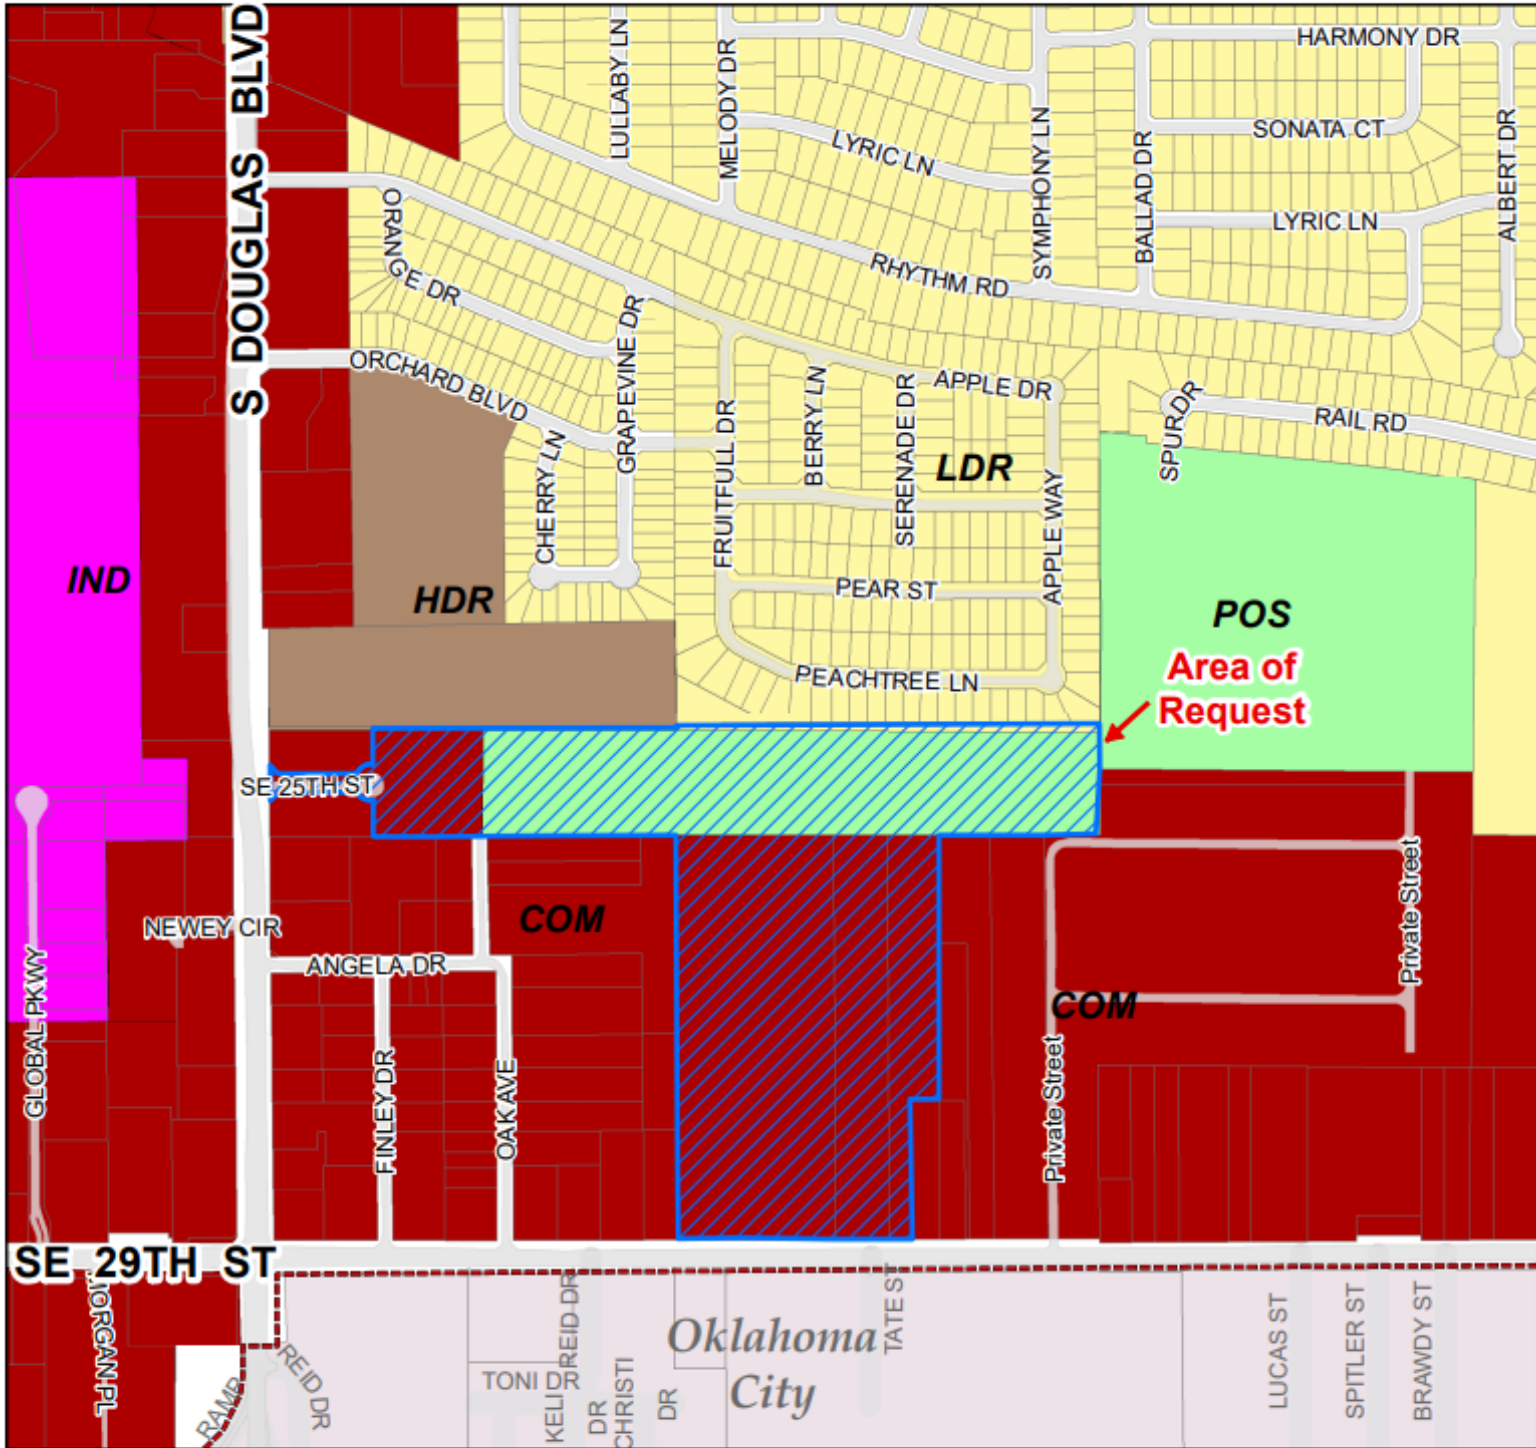 HARMONY DR
S DOUGLAS BLVD
LULLABY LN
MELODY DR
LYRIC LN
SYMPHONY LN
BALLAD DR
SONATA CT
ALBERT DR
LYRIC LN
ORANGE DR
RHYTHM RD
GRAPEVINE DR
ORCHARD BLVD
CHERRY LN
FRUITFULL DR
BERRY LN
SERENADE DR
APPLE DR
LDR
APPLE WAY
SPUR DR
RAIL RD
IND
HDR
PEAR ST
POS
Area of
Request
PEACHTREE LN
SE 25TH ST
NEWEY CIR
COM
ANGELA DR
Private Street
GLOBAL PKWY
FINLEY DR
OAK AVE
COM
Private Street
SE 29TH ST
MORGAN PL
RAMP
REID DR
TONI DR
REID DR
KELI
DR
CHRISTI
DR
Oklahoma
City
TATE ST
LUCAS ST
SPITLER ST
BRAWDY ST